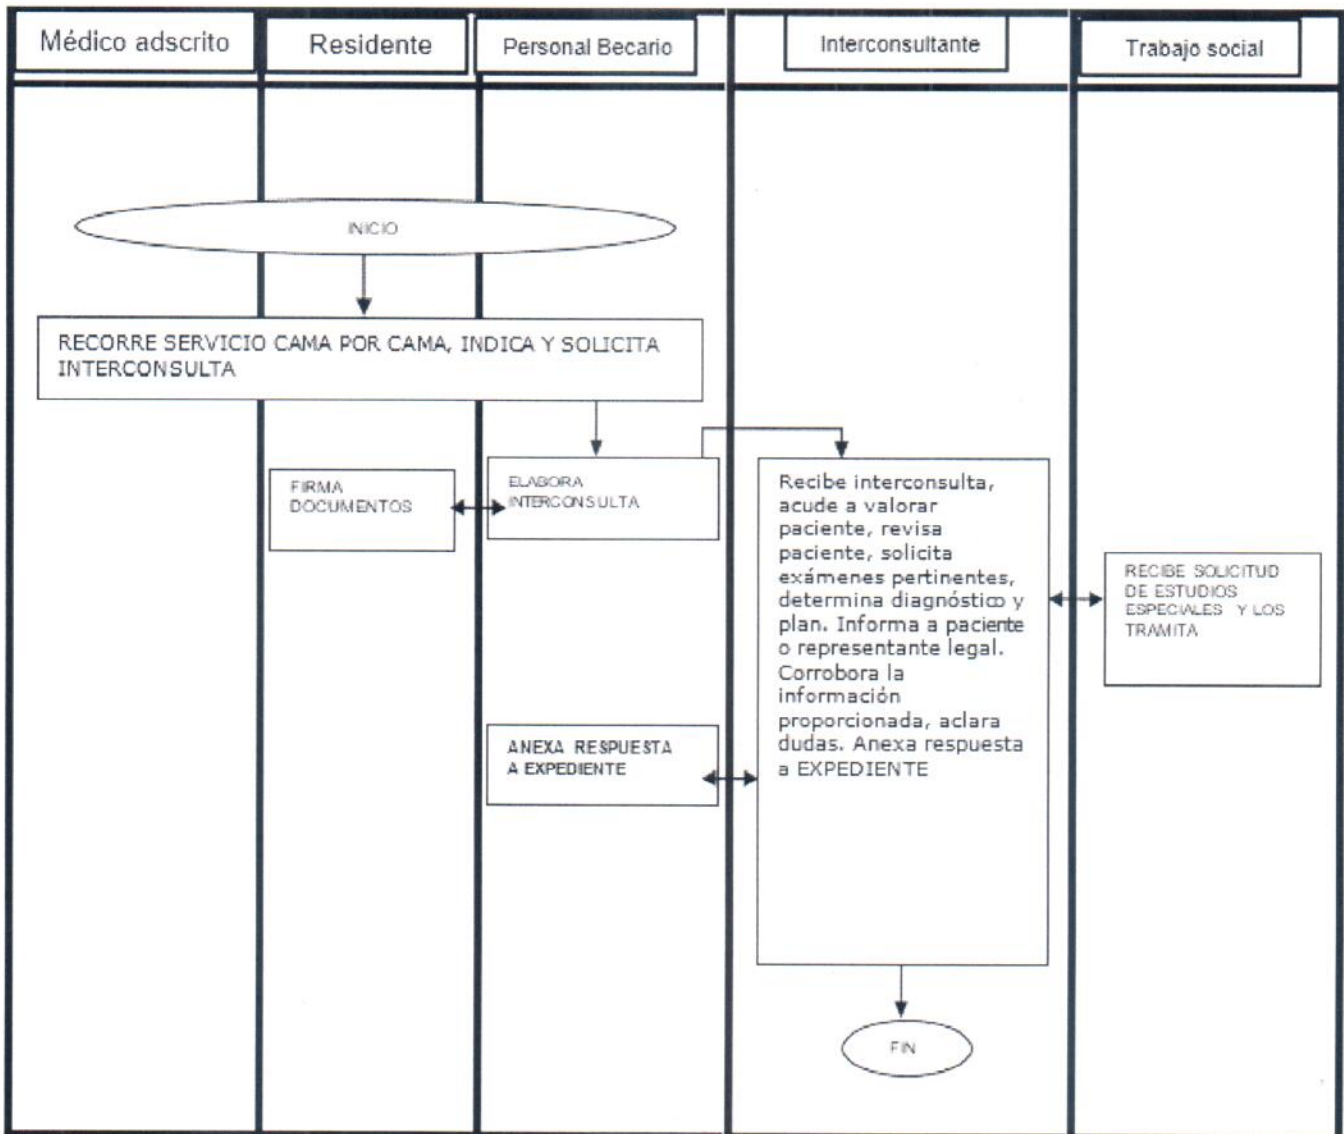 Médico adscrito
Residente
Personal Becario
Interconsultante
Trabajo social
INICIO
RECORRE SERVICIO CAMA POR CAMA, INDICA Y SOLICITA
INTERCONSULTA
FIRMA
DOCUMENTOS
ELABORA
INTERCONSULTA
Recibe interconsulta,
acude a valorar
paciente, revisa
paciente, solicita
exámenes pertinentes,
determina diagnóstico y
plan. Informa a paciente
o representante legal.
Corrobora la
información
proporcionada, aclara
dudas. Anexa respuesta
a EXPEDIENTE
RECIBE SOLICITUD
DE ESTUDIOS
ESPECIALES Y LOS
TRAMITA
ANEXA RESPUESTA
A EXPEDIENTE
FIN